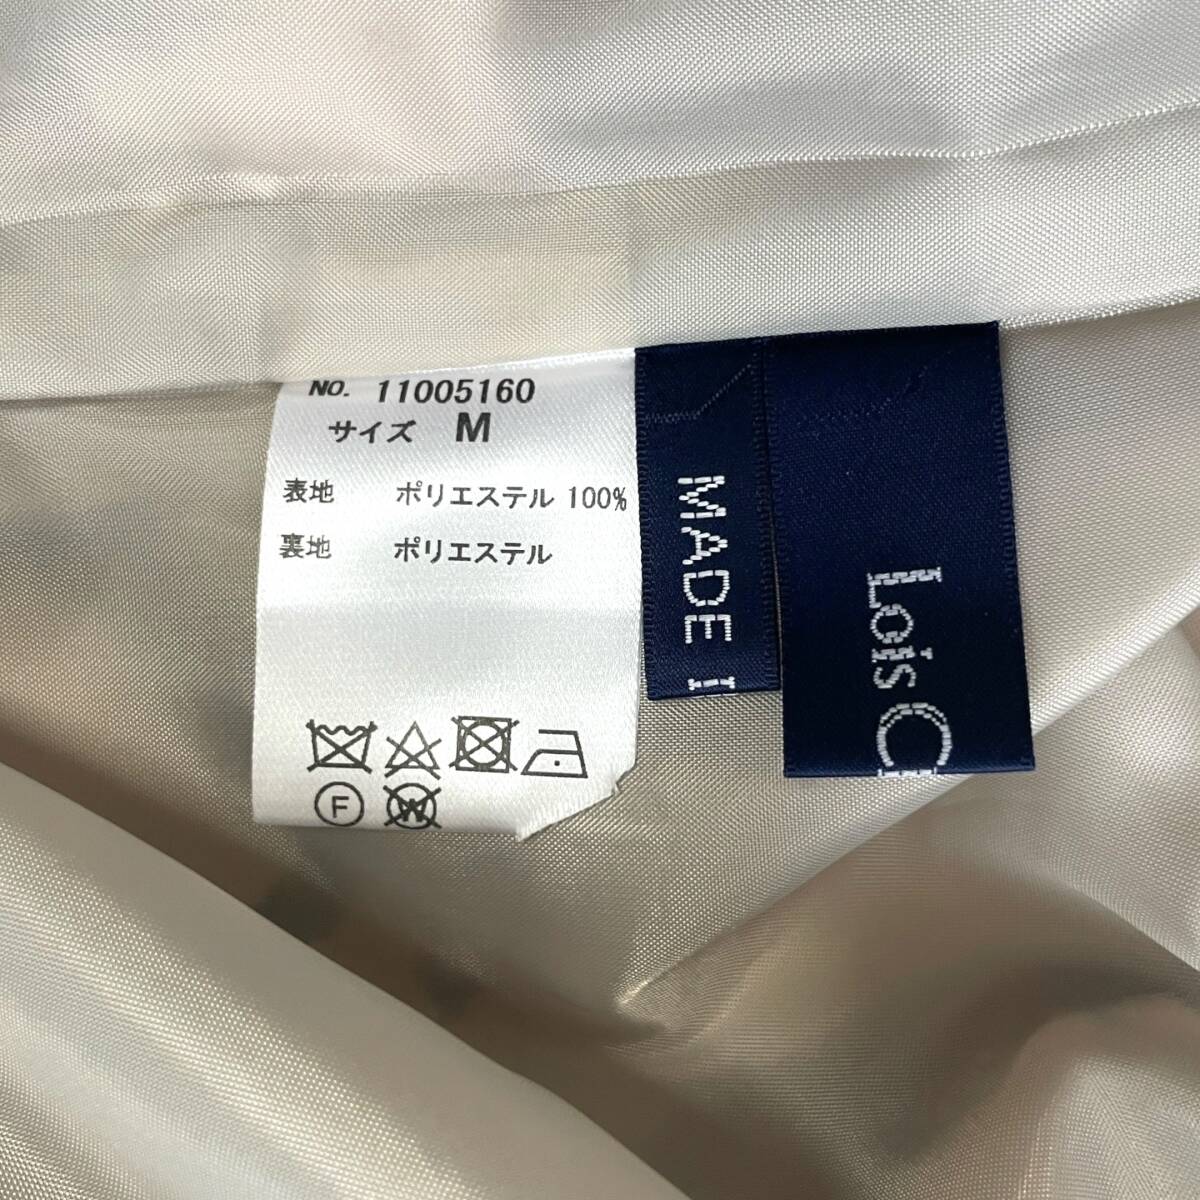 NO. 11005160
サイズ M
表地 ポリエステル 100%
裏地 ポリエステル
F
W
MADE I
Lois C